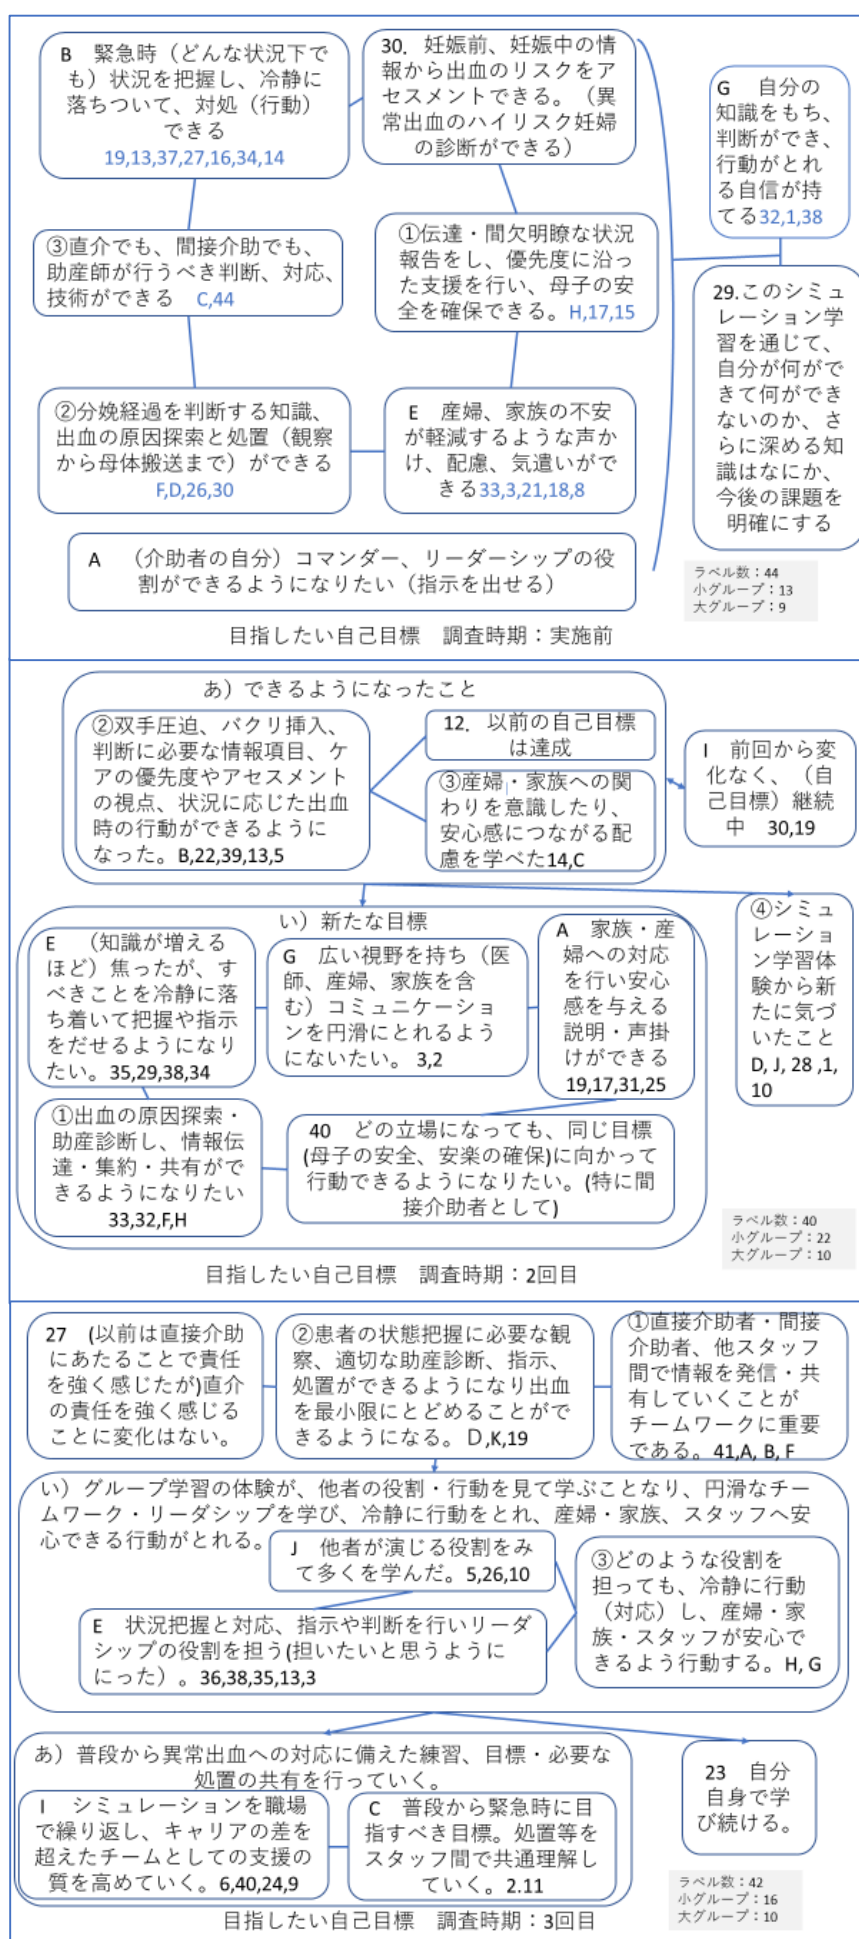 B　緊急時（どんな状況下で
も）状況を把握し、冷静に
落ちついて、対処（行動）
できる
19,13,37,27,16,34,14
30．妊娠前、妊娠中の情
報から出血のリスクをア
セスメントできる。（異
常出血のハイリスク妊婦
の診断ができる）
G　自分の
知識をもち、
判断ができ、
行動がとれ
る自信が持
てる32,1,38
③直介でも、間接介助でも、
助産師が行うべき判断、対応、
技術ができる　C,44
①伝達・間欠明瞭な状況
報告をし、優先度に沿っ
た支援を行い、母子の安
全を確保できる。H,17,15
29.このシミュ
レーション学
習を通じて、
自分が何がで
きて何ができ
ないのか、さ
らに深める知
識はなにか、
今後の課題を
明確にする
②分娩経過を判断する知識、
出血の原因探索と処置（観察
から母体搬送まで）ができる
F,D,26,30
E　産婦、家族の不安
が軽減するような声か
け、配慮、気遣いがで
きる33,3,21,18,8
A　（介助者の自分）コマンダー、リーダーシップの役
割ができるようになりたい（指示を出せる）
ラベル数：44
小グループ：13
大グループ：9
目指したい自己目標　調査時期：実施前
あ）できるようになったこと
②双手圧迫、バクリ挿入、
判断に必要な情報項目、ケ
アの優先度やアセスメント
の視点、状況に応じた出血
時の行動ができるように
なった。B,22,39,13,5
12．以前の自己目標
は達成
③産婦・家族への関
わりを意識したり、
安心感につながる配
慮を学べた14,C
I　前回から変
化なく、（自
己目標）継続
中　30,19
い）新たな目標
E　（知識が増える
ほど）焦ったが、す
べきことを冷静に落
ち着いて把握や指示
をだせるようになり
たい。35,29,38,34
G　広い視野を持ち（医
師、産婦、家族を含
む）コミュニケーショ
ンを円滑にとれるよう
にないたい。 3,2
A　家族・産
婦への対応
を行い安心
感を与える
説明・声掛
けができる
19,17,31,25
④シミュ
レーショ
ン学習体
験から新
たに気づ
いたこと
D, J, 28 ,1,
10
①出血の原因探索・
助産診断し、情報伝
達・集約・共有がで
きるようになりたい
33,32,F,H
40　どの立場になっても、同じ目標
(母子の安全、安楽の確保)に向かって
行動できるようになりたい。(特に間
接介助者として)
ラベル数：40
小グループ：22
大グループ：10
目指したい自己目標　調査時期：2回目
27　(以前は直接介助
にあたることで責任
を強く感じたが)直介
の責任を強く感じる
ことに変化はない。
②患者の状態把握に必要な観
察、適切な助産診断、指示、
処置ができるようになり出血
を最小限にとどめることがで
きるようになる。Ｄ,K,19
①直接介助者・間接
介助者、他スタッフ
間で情報を発信・共
有していくことが
チームワークに重要
である。41,A, B, F
い）グループ学習の体験が、他者の役割・行動を見て学ぶことなり、円滑なチー
ムワーク・リーダシップを学び、冷静に行動をとれ、産婦・家族、スタッフへ安
心できる行動がとれる。
J　他者が演じる役割をみ
て多くを学んだ。5,26,10
③どのような役割を
担っても、冷静に行動
（対応）し、産婦・家
族・スタッフが安心で
きるよう行動する。H, G
E　状況把握と対応、指示や判断を行いリーダ
シップの役割を担う(担いたいと思うように
にった）。36,38,35,13,3
あ）普段から異常出血への対応に備えた練習、目標・必要な
処置の共有を行っていく。
I　シミュレーションを職場
で繰り返し、キャリアの差を
超えたチームとしての支援の
質を高めていく。6,40,24,9
C　普段から緊急時に目
指すべき目標。処置等を
スタッフ間で共通理解し
ていく。2.11
23　自分
自身で学
び続ける。
ラベル数：42
小グループ：16
大グループ：10
目指したい自己目標　調査時期：3回目